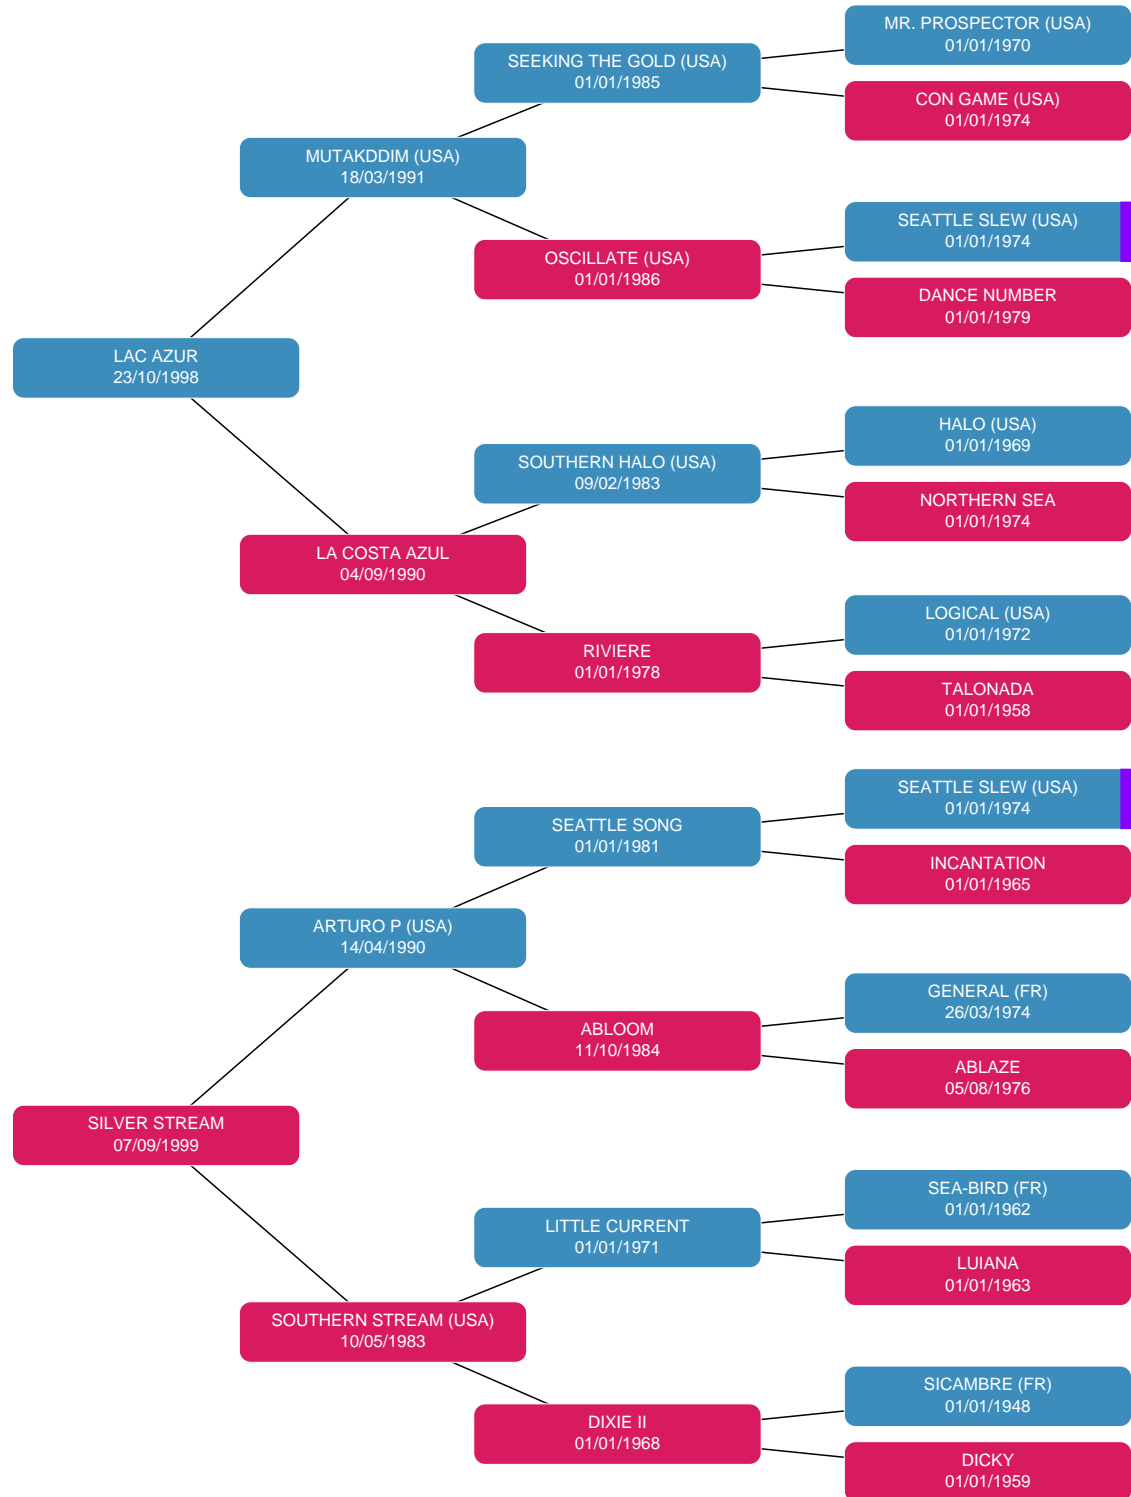 MR. PROSPECTOR (USA)
01/01/1970
SEEKING THE GOLD (USA)
01/01/1985
CON GAME (USA)
01/01/1974
MUTAKDDIM (USA)
18/03/1991
SEATTLE SLEW (USA)
01/01/1974
OSCILLATE (USA)
01/01/1986
DANCE NUMBER
01/01/1979
LAC AZUR
23/10/1998
HALO (USA)
01/01/1969
SOUTHERN HALO (USA)
09/02/1983
NORTHERN SEA
01/01/1974
LA COSTA AZUL
04/09/1990
LOGICAL (USA)
01/01/1972
RIVIERE
01/01/1978
TALONADA
01/01/1958
SEATTLE SLEW (USA)
01/01/1974
SEATTLE SONG
01/01/1981
INCANTATION
01/01/1965
ARTURO P (USA)
14/04/1990
GENERAL (FR)
26/03/1974
ABLOOM
11/10/1984
ABLAZE
05/08/1976
SILVER STREAM
07/09/1999
SEA-BIRD (FR)
01/01/1962
LITTLE CURRENT
01/01/1971
LUIANA
01/01/1963
SOUTHERN STREAM (USA)
10/05/1983
SICAMBRE (FR)
01/01/1948
DIXIE II
01/01/1968
DICKY
01/01/1959